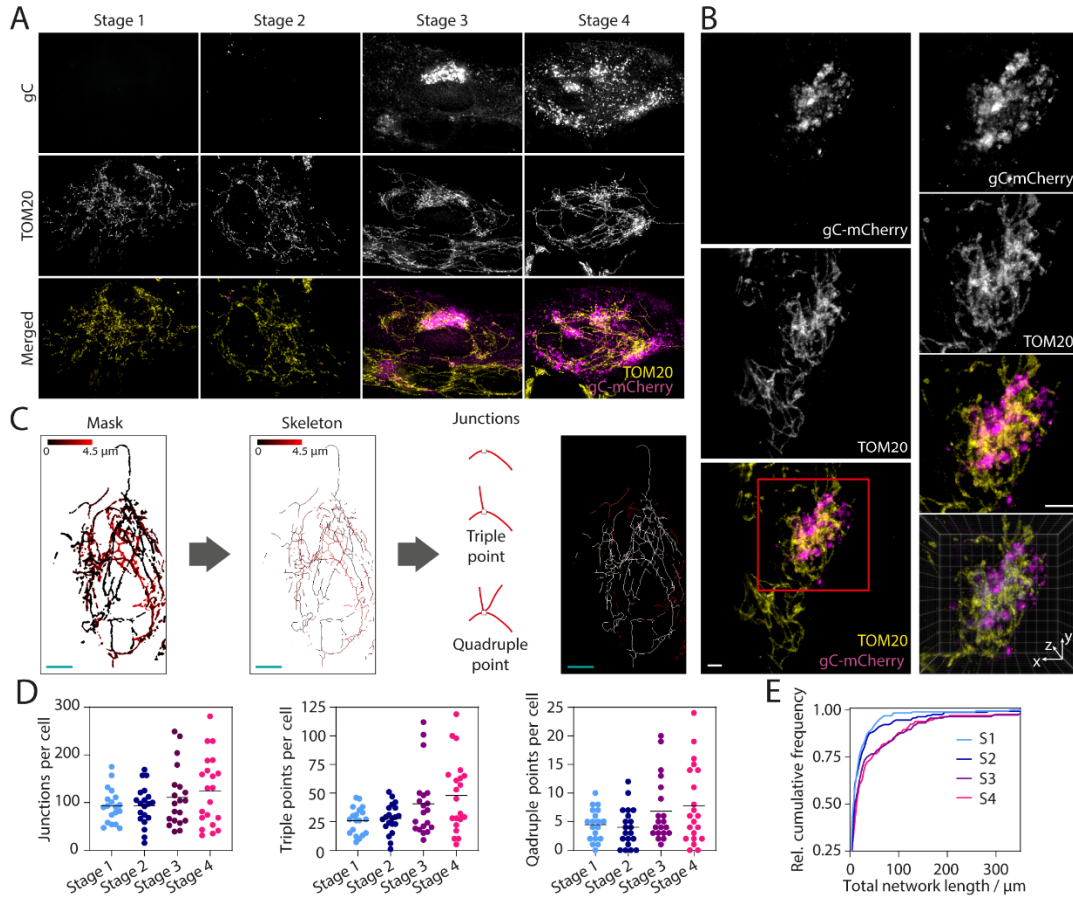 A
Stage 1 Stage 2 Stage 3 Stage 4
gC
TOM20
Merged
TOM20
gC-mCherry
B
gC-mCherry
gC-mCherry
TOM20
TOM20
TOM20
gC-mCherry
x z y
C
Mask Skeleton Junctions
0 4.5 µm
0 4.5 µm
Triple
point
Quadruple
point
D
Junctions per cell
300
200
100
0
Stage 1 Stage 2 Stage 3 Stage 4
Triple points per cell
125
100
75
50
25
0
Stage 1 Stage 2 Stage 3 Stage 4
Qadruple points per cell
25
20
15
10
5
0
Stage 1 Stage 2 Stage 3 Stage 4
E
Rel. cumulative frequency
1.00
0.75
0.50
0.25
S1
S2
S3
S4
0 100 200 300
Total network length / µm